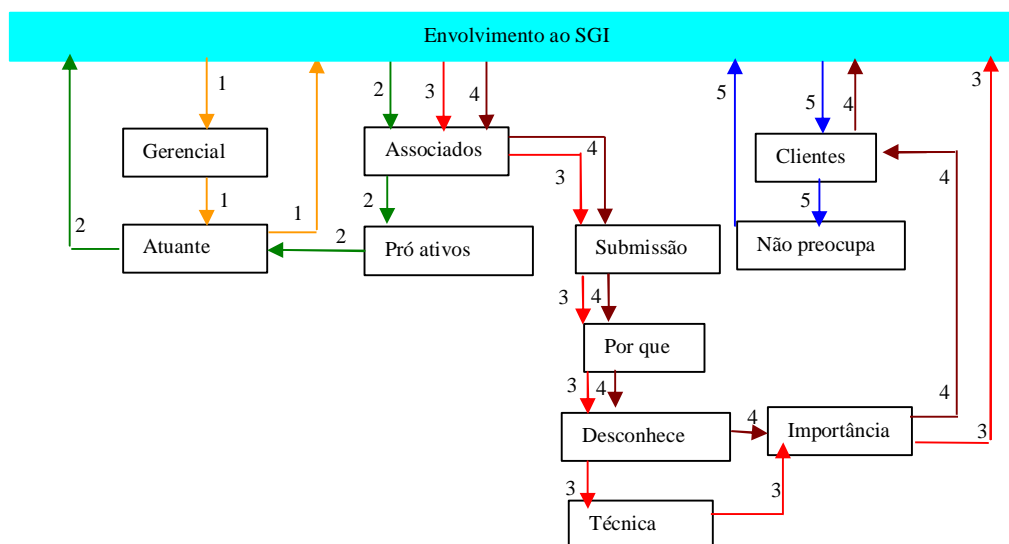 Envolvimento ao SGI
1
2
3
4
5
5
4
3
Gerencial
Associados
Clientes
4
3
4
1
2
5
2
1
2
Atuante
Pró ativos
Submissão
Não preocupa
3
4
Por que
3
4
4
4
3
Desconhece
Importância
3
3
Técnica